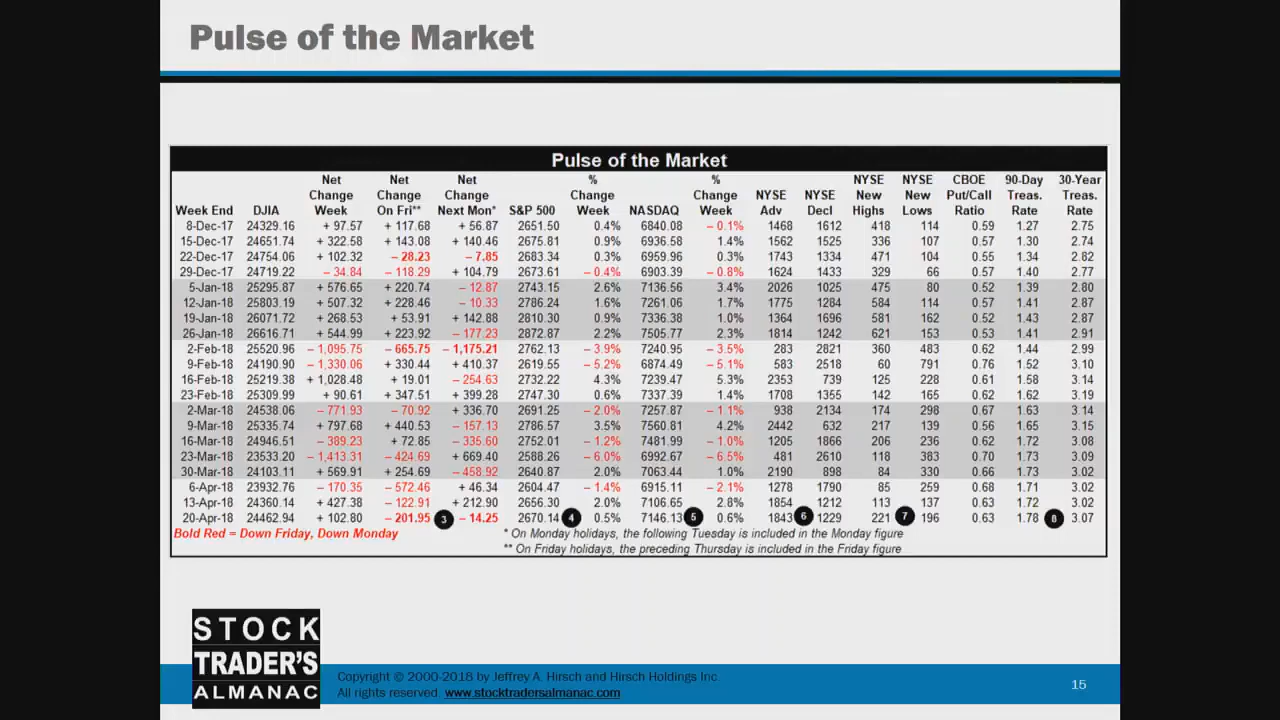 Pulse of the Market
Pulse of the Market
Net Net Net % % NYSE NYSE CBOE 90-Day 30-Year
Change Change Change Change Change NYSE NYSE New New Put/Call Treas. Treas.
Week End DJIA Week On Fri** Next Mon* S&P 500 Week NASDAQ Week Adv Decl Highs Lows Ratio Rate Rate
8-Dec-17 24329.16 + 97.57 + 117.68 + 56.87 2651.50 0.4% 6840.08 – 0.1% 1468 1612 418 114 0.59 1.27 2.75
15-Dec-17 24651.74 + 322.58 + 143.08 + 140.46 2675.81 0.9% 6936.58 1.4% 1562 1525 336 107 0.57 1.30 2.74
22-Dec-17 24754.06 + 102.32 – 28.23 – 7.85 2683.34 0.3% 6959.96 0.3% 1743 1334 471 104 0.55 1.34 2.82
29-Dec-17 24719.22 – 34.84 – 118.29 + 104.79 2673.61 – 0.4% 6903.39 – 0.8% 1624 1433 329 66 0.57 1.40 2.77
5-Jan-18 25295.87 + 576.65 + 220.74 – 12.87 2743.15 2.6% 7136.56 3.4% 2026 1025 475 80 0.52 1.39 2.80
12-Jan-18 25803.19 + 507.32 + 228.46 – 10.33 2786.24 1.6% 7261.06 1.7% 1775 1284 584 114 0.57 1.41 2.87
19-Jan-18 26071.72 + 268.53 + 53.91 + 142.88 2810.30 0.9% 7336.38 1.0% 1364 1696 581 162 0.52 1.43 2.87
26-Jan-18 26616.71 + 544.99 + 223.92 – 177.23 2872.87 2.2% 7505.77 2.3% 1814 1242 621 153 0.53 1.41 2.91
2-Feb-18 25520.96 – 1,095.75 – 665.75 – 1,175.21 2762.13 – 3.9% 7240.95 – 3.5% 283 2821 360 483 0.62 1.44 2.99
9-Feb-18 24190.90 – 1,330.06 + 330.44 + 410.37 2619.55 – 5.2% 6874.49 – 5.1% 583 2518 60 791 0.76 1.52 3.10
16-Feb-18 25219.38 + 1,028.48 + 19.01 – 254.63 2732.22 4.3% 7239.47 5.3% 2353 739 125 228 0.61 1.58 3.14
23-Feb-18 25309.99 + 90.61 + 347.51 + 399.28 2747.30 0.6% 7337.39 1.4% 1708 1355 142 165 0.62 1.62 3.19
2-Mar-18 24538.06 – 771.93 – 70.92 + 336.70 2691.25 – 2.0% 7257.87 – 1.1% 938 2134 174 298 0.67 1.63 3.14
9-Mar-18 25335.74 + 797.68 + 440.53 – 157.13 2786.57 3.5% 7560.81 4.2% 2442 632 217 139 0.56 1.65 3.15
16-Mar-18 24946.51 – 389.23 + 72.85 – 335.60 2752.01 – 1.2% 7481.99 – 1.0% 1205 1866 206 236 0.62 1.72 3.08
23-Mar-18 23533.20 – 1,413.31 – 424.69 + 669.40 2588.26 – 6.0% 6992.67 – 6.5% 481 2610 118 383 0.70 1.73 3.09
30-Mar-18 24103.11 + 569.91 + 254.69 – 458.92 2640.87 2.0% 7063.44 1.0% 2190 898 84 330 0.66 1.73 3.02
6-Apr-18 23932.76 – 170.35 – 572.46 + 46.34 2604.47 – 1.4% 6915.11 – 2.1% 1278 1790 85 259 0.68 1.71 3.02
13-Apr-18 24360.14 + 427.38 – 122.91 + 212.90 2656.30 2.0% 7106.65 2.8% 1854 1212 113 137 0.63 1.72 3.02
20-Apr-18 24462.94 + 102.80 – 201.95 3 – 14.25 2670.14 4 0.5% 7146.13 5 0.6% 1843 6 1229 221 7 196 0.63 1.78 8 3.07
Bold Red = Down Friday, Down Monday * On Monday holidays, the following Tuesday is included in the Monday figure
** On Friday holidays, the preceding Thursday is included in the Friday figure
STOCK
TRADER'S
ALMANAC
Copyright © 2000-2018 by Jeffrey A. Hirsch and Hirsch Holdings Inc.
All rights reserved. www.stocktradersalmanac.com
15